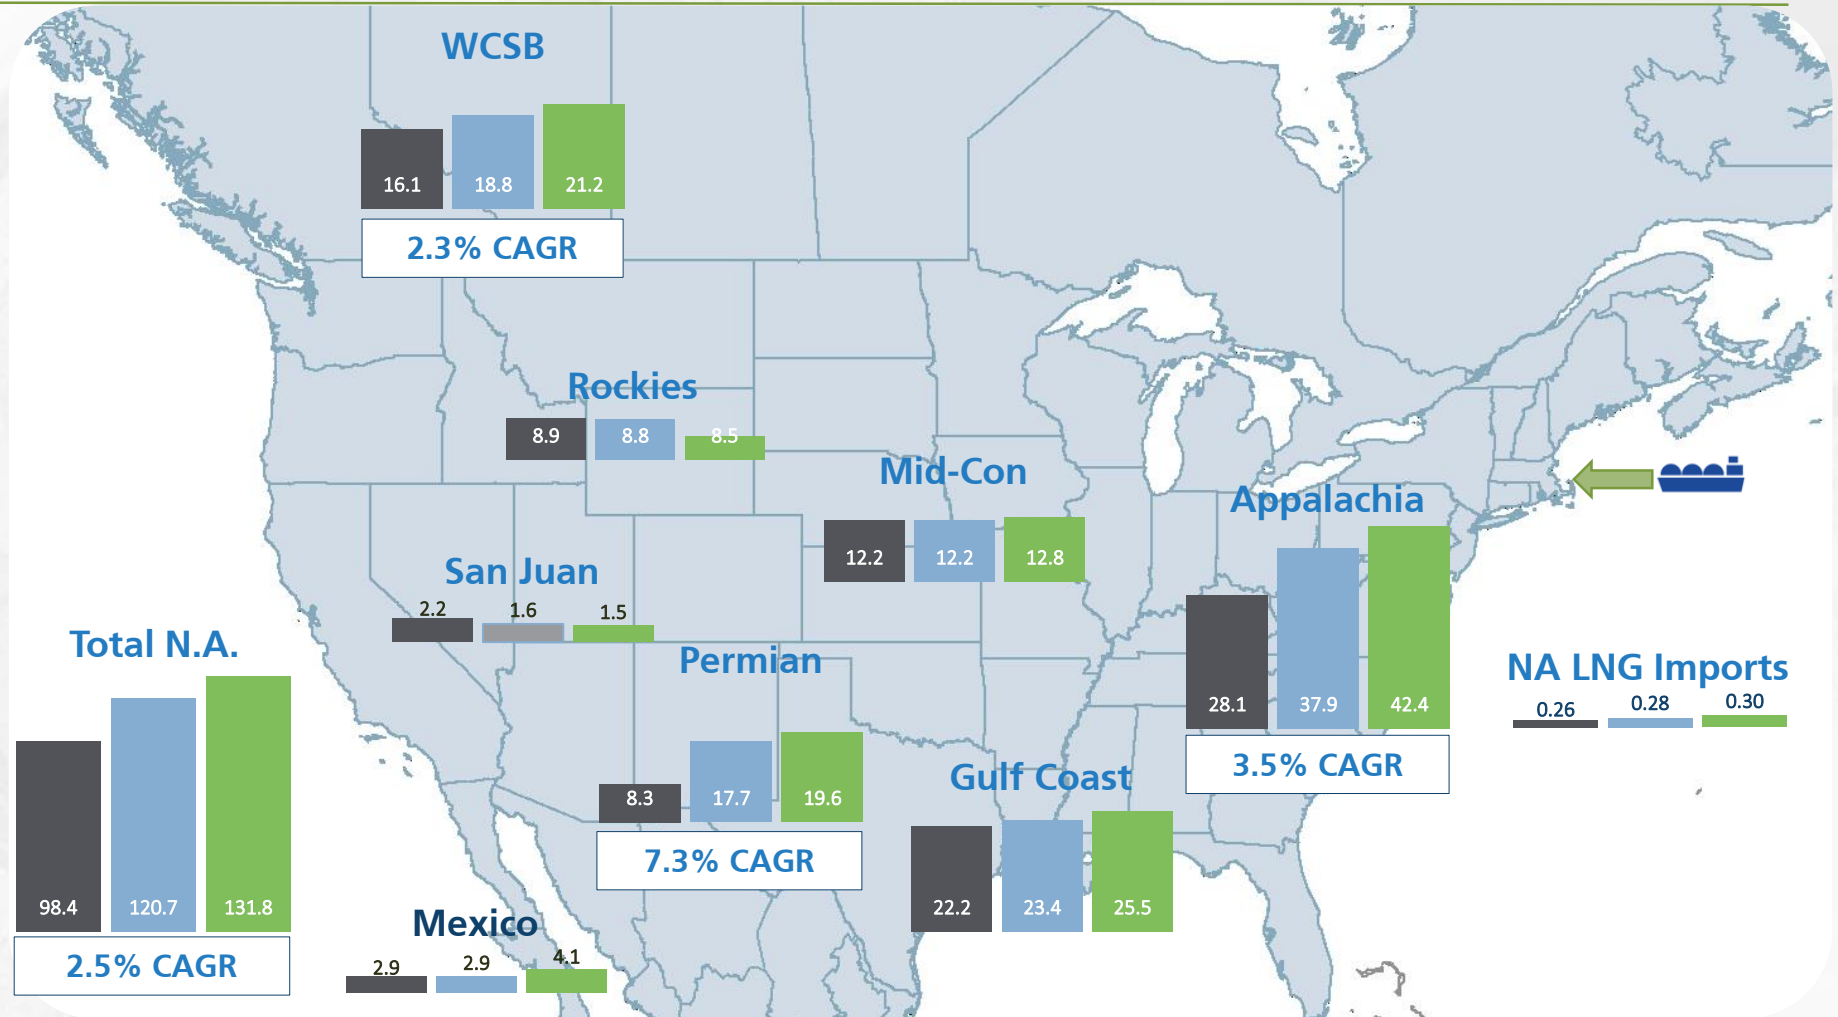 WCSB
16.1 18.8 21.2
2.3% CAGR
Rockies
8.9 8.8 8.5
Mid-Con
12.2 12.2 12.8
Appalachia
28.1 37.9 42.4
3.5% CAGR
San Juan
2.2 1.6 1.5
Total N.A.
98.4 120.7 131.8
2.5% CAGR
Permian
8.3 17.7 19.6
7.3% CAGR
NA LNG Imports
0.26 0.28 0.30
Gulf Coast
22.2 23.4 25.5
Mexico
2.9 2.9 4.1